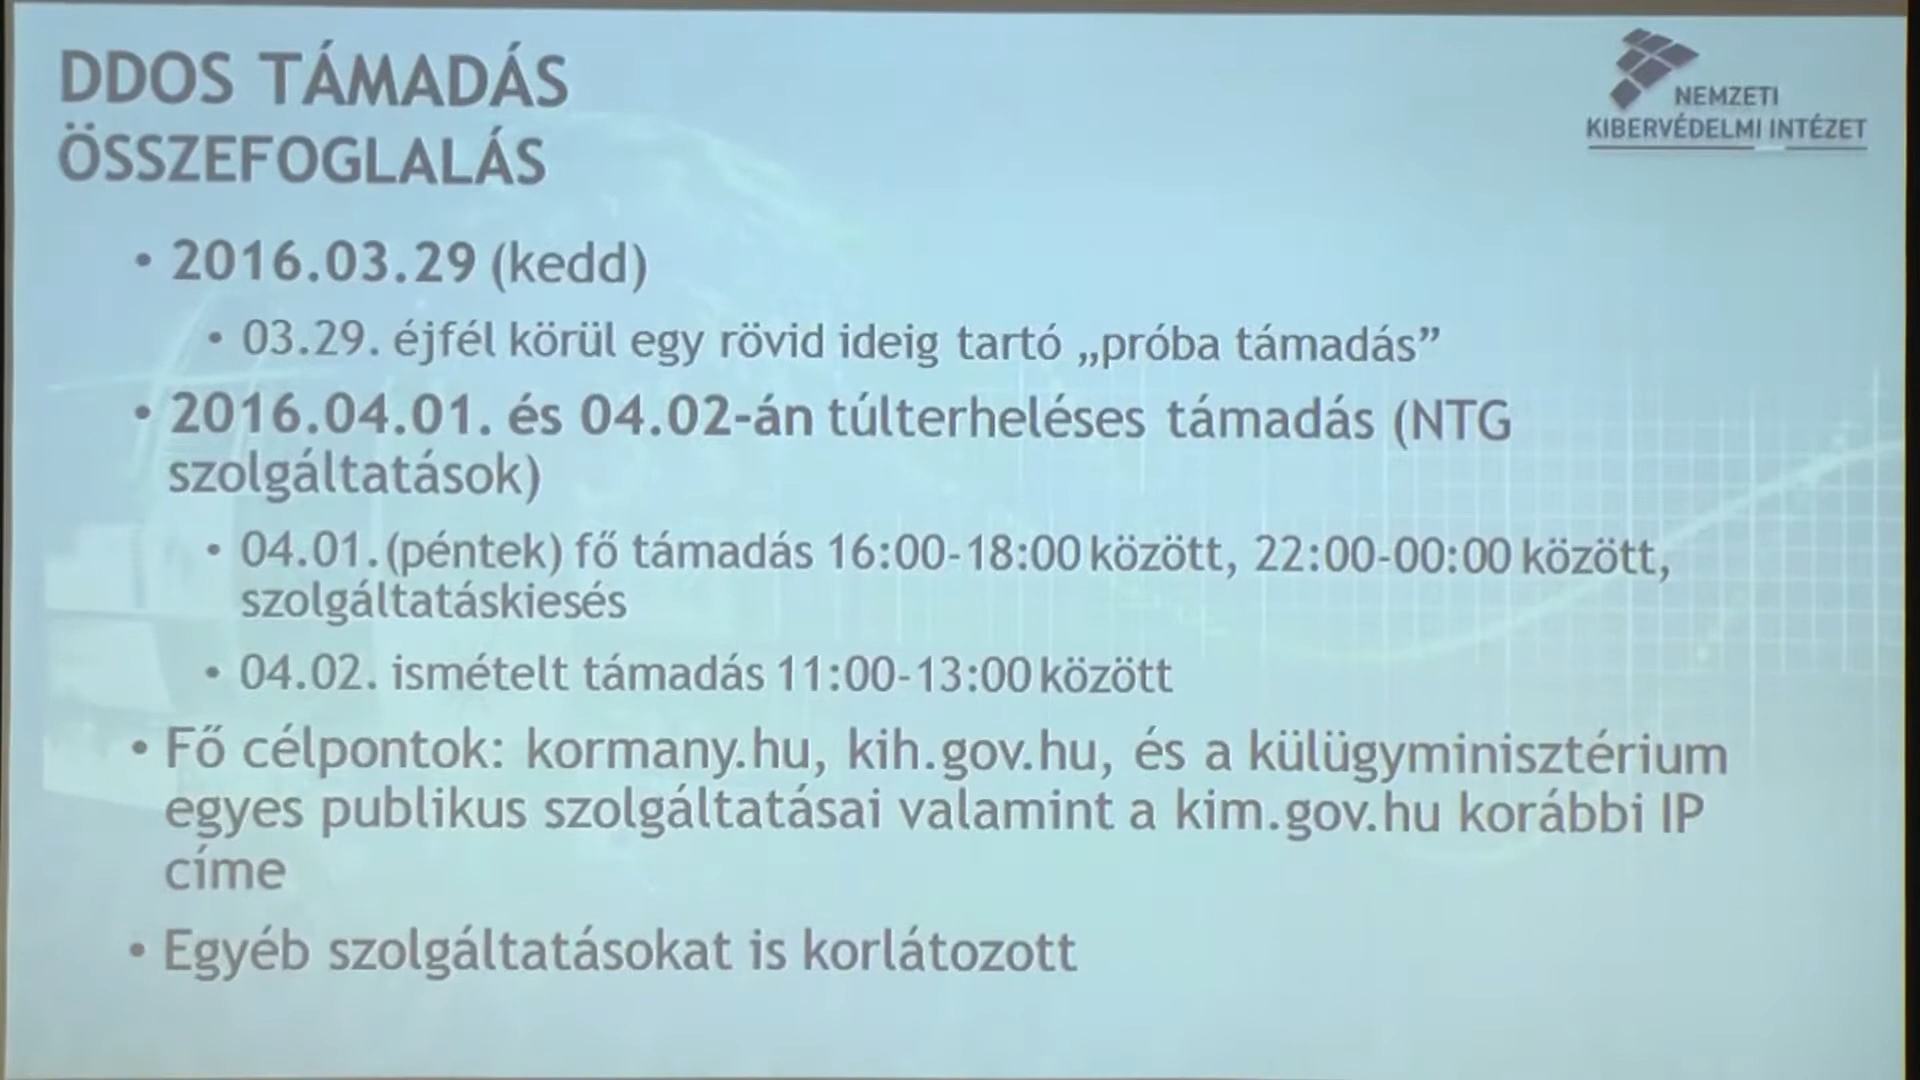 DDOS TÁMADÁS
ÖSSZEFOGLALÁS
NEMZETI
KIBERVÉDELMI INTÉZET
• 2016.03.29 (kedd)
• 03.29. éjfél körül egy rövid ideig tartó „próba támadás”
• 2016.04.01. és 04.02-án túlterheléses támadás (NTG
szolgáltatások)
• 04.01.(péntek) fő támadás 16:00-18:00 között, 22:00-00:00 között,
szolgáltatáskiesés
• 04.02. ismételt támadás 11:00-13:00 között
• Fő célpontok: kormany.hu, kih.gov.hu, és a külügyminisztérium
egyes publikus szolgáltatásai valamint a kim.gov.hu korábbi IP
címe
• Egyéb szolgáltatásokat is korlátozott